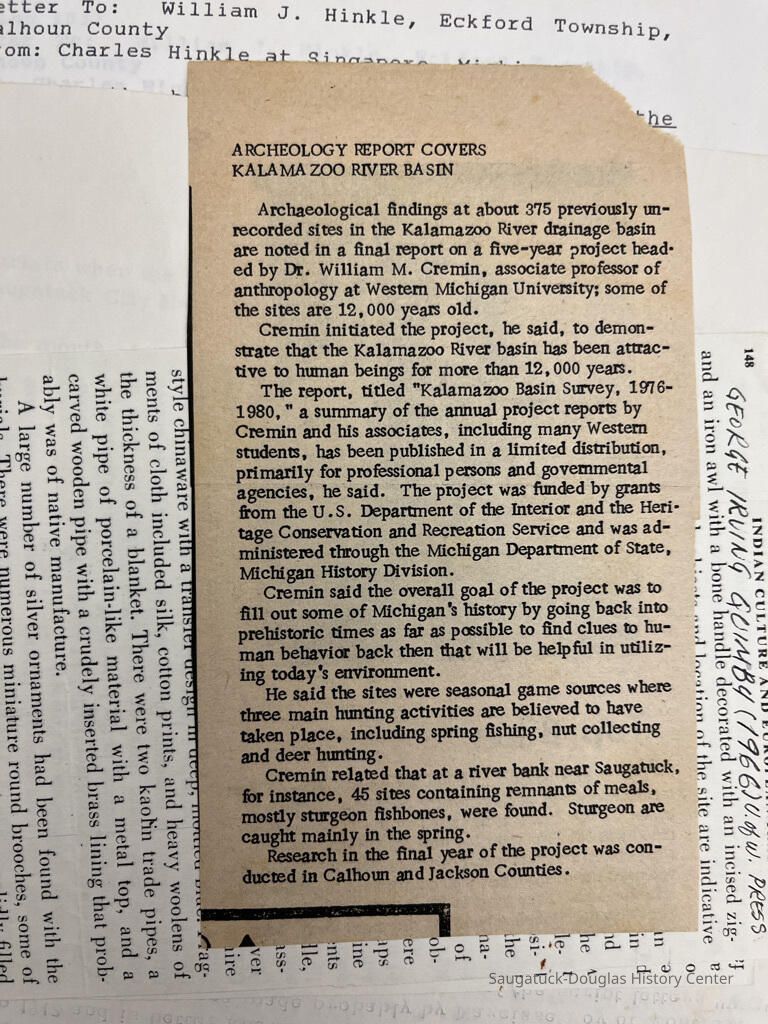 etter To: William J. Hinkle, Eckford Township,
alhoun County
rom: Charles Hinkle at Singapore,
the
ARCHEOLOGY REPORT COVERS
KALAMAZOO RIVER BASIN
Archaeological findings at about 375 previously un-
recorded sites in the Kalamazoo River drainage basin
are noted in a final report on a five-year project head-
ed by Dr. William M. Cremin, associate professor of
anthropology at Western Michigan University; some of
the sites are 12,000 years old.
Cremin initiated the project, he said, to demon-
strate that the Kalamazoo River basin has been attrac-
tive to human beings for more than 12,000 years.
The report, titled "Kalamazoo Basin Survey, 1976-
1980," a summary of the annual project reports by
Cremin and his associates, including many Western
students, has been published in a limited distribution,
primarily for professional persons and governmental
agencies, he said. The project was funded by grants
from the U.S. Department of the Interior and the Heri-
tage Conservation and Recreation Service and was ad-
ministered through the Michigan Department of State,
Michigan History Division.
Cremin said the overall goal of the project was to
fill out some of Michigan's history by going back into
prehistoric times as far as possible to find clues to hu-
man behavior back then that will be helpful in utiliz-
ing today's environment.
He said the sites were seasonal game sources where
three main hunting activities are believed to have
taken place, including spring fishing, nut collecting
and deer hunting.
Cremin related that at a river bank near Saugatuck,
for instance, 45 sites containing remnants of meals,
mostly sturgeon fishbones, were found. Sturgeon are
caught mainly in the spring.
Research in the final year of the project was con-
ducted in Calhoun and Jackson Counties.
148
GEORGE IRVING QUIMBY (1966) U.W. PRESS
INDIAN CULTURE AND
and an iron awl with a bone handle decorated with an incised zig-
and location of the site are indicative
style chinaware with a transfer design in deep,
ments of cloth included silk, cotton prints, and heavy woolens of
the thickness of a blanket. There were two kaolin trade pipes, a
white pipe of porcelain-like material with a metal top, and a
carved wooden pipe with a crudely inserted brass lining that prob-
ably was of native manufacture.
A large number of silver ornaments had been found with the
burials. There were numerous miniature round brooches, some of
Saugatuck-Douglas History Center